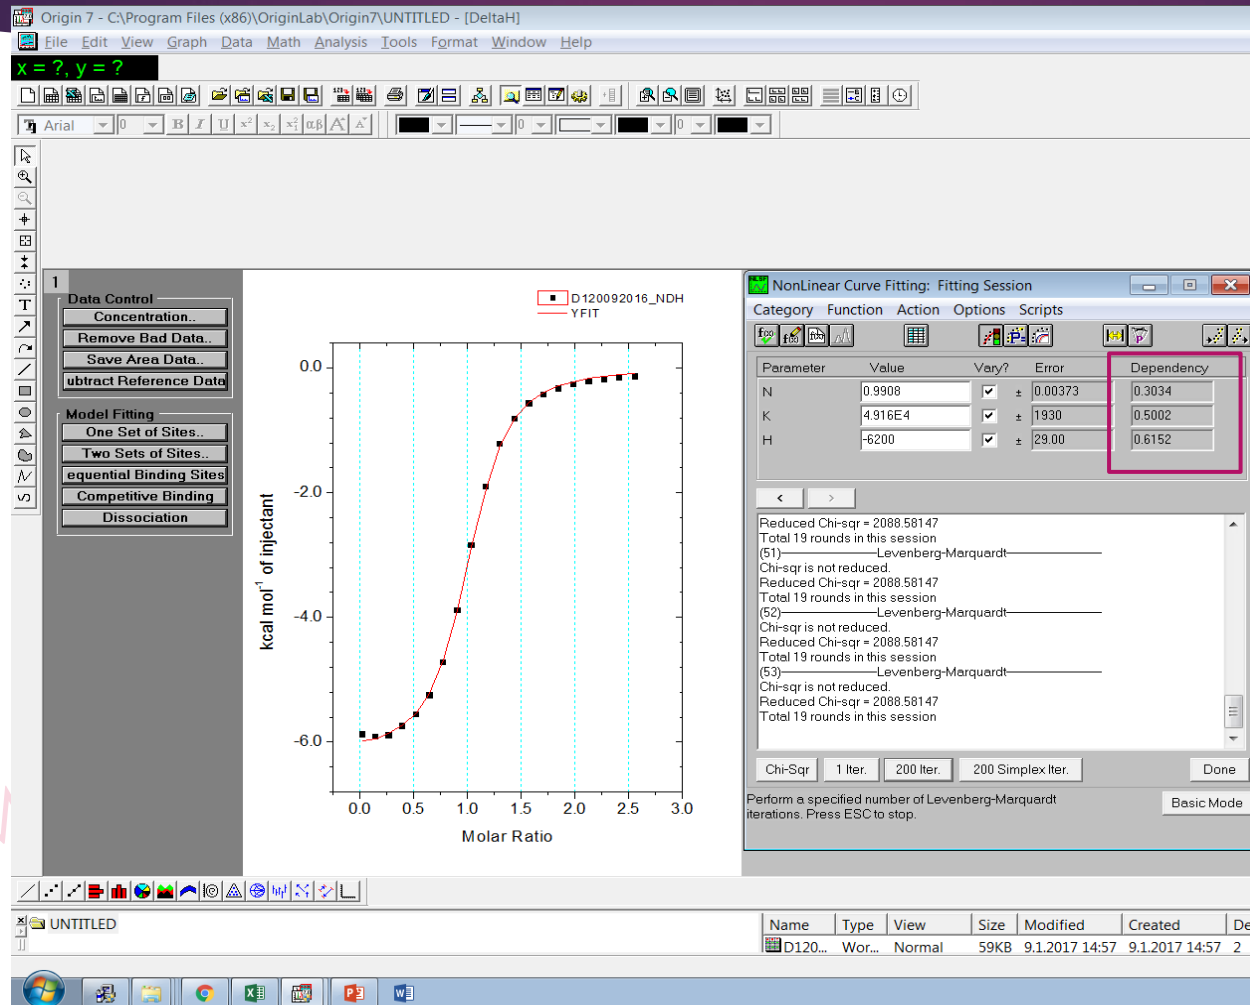 Origin 7 - C:\Program Files (x86)\OriginLab\Origin7\UNTITLED - [DeltaH]
File Edit View Graph Data Math Analysis Tools Format Window Help
x = ?, y = ?
Arial 0 B I U x² x₂ x₁² αβ A A 0 0
1
Data Control
Concentration..
Remove Bad Data..
Save Area Data..
ubtract Reference Data
Model Fitting
One Set of Sites..
Two Sets of Sites..
equential Binding Sites
Competitive Binding
Dissociation
D120092016_NDH
YFIT
0.0
-2.0
-4.0
-6.0
kcal mol⁻¹ of injectant
0.0 0.5 1.0 1.5 2.0 2.5 3.0
Molar Ratio
NonLinear Curve Fitting: Fitting Session
Category Function Action Options Scripts
Parameter Value Vary? Error Dependency
N 0.9908 ± 0.00373 0.3034
K 4.916E4 ± 1930 0.5002
H -6200 ± 29.00 0.6152
< >
Reduced Chi-sqr = 2088.58147
Total 19 rounds in this session
(51)——————Levenberg-Marquardt——————
Chi-sqr is not reduced.
Reduced Chi-sqr = 2088.58147
Total 19 rounds in this session
(52)——————Levenberg-Marquardt——————
Chi-sqr is not reduced.
Reduced Chi-sqr = 2088.58147
Total 19 rounds in this session
(53)——————Levenberg-Marquardt——————
Chi-sqr is not reduced.
Reduced Chi-sqr = 2088.58147
Total 19 rounds in this session
Chi-Sqr 1 Iter. 200 Iter. 200 Simplex Iter. Done
Perform a specified number of Levenberg-Marquardt
iterations. Press ESC to stop.
Basic Mode
UNTITLED
Name Type View Size Modified Created De
D120... Wor... Normal 59KB 9.1.2017 14:57 9.1.2017 14:57 2